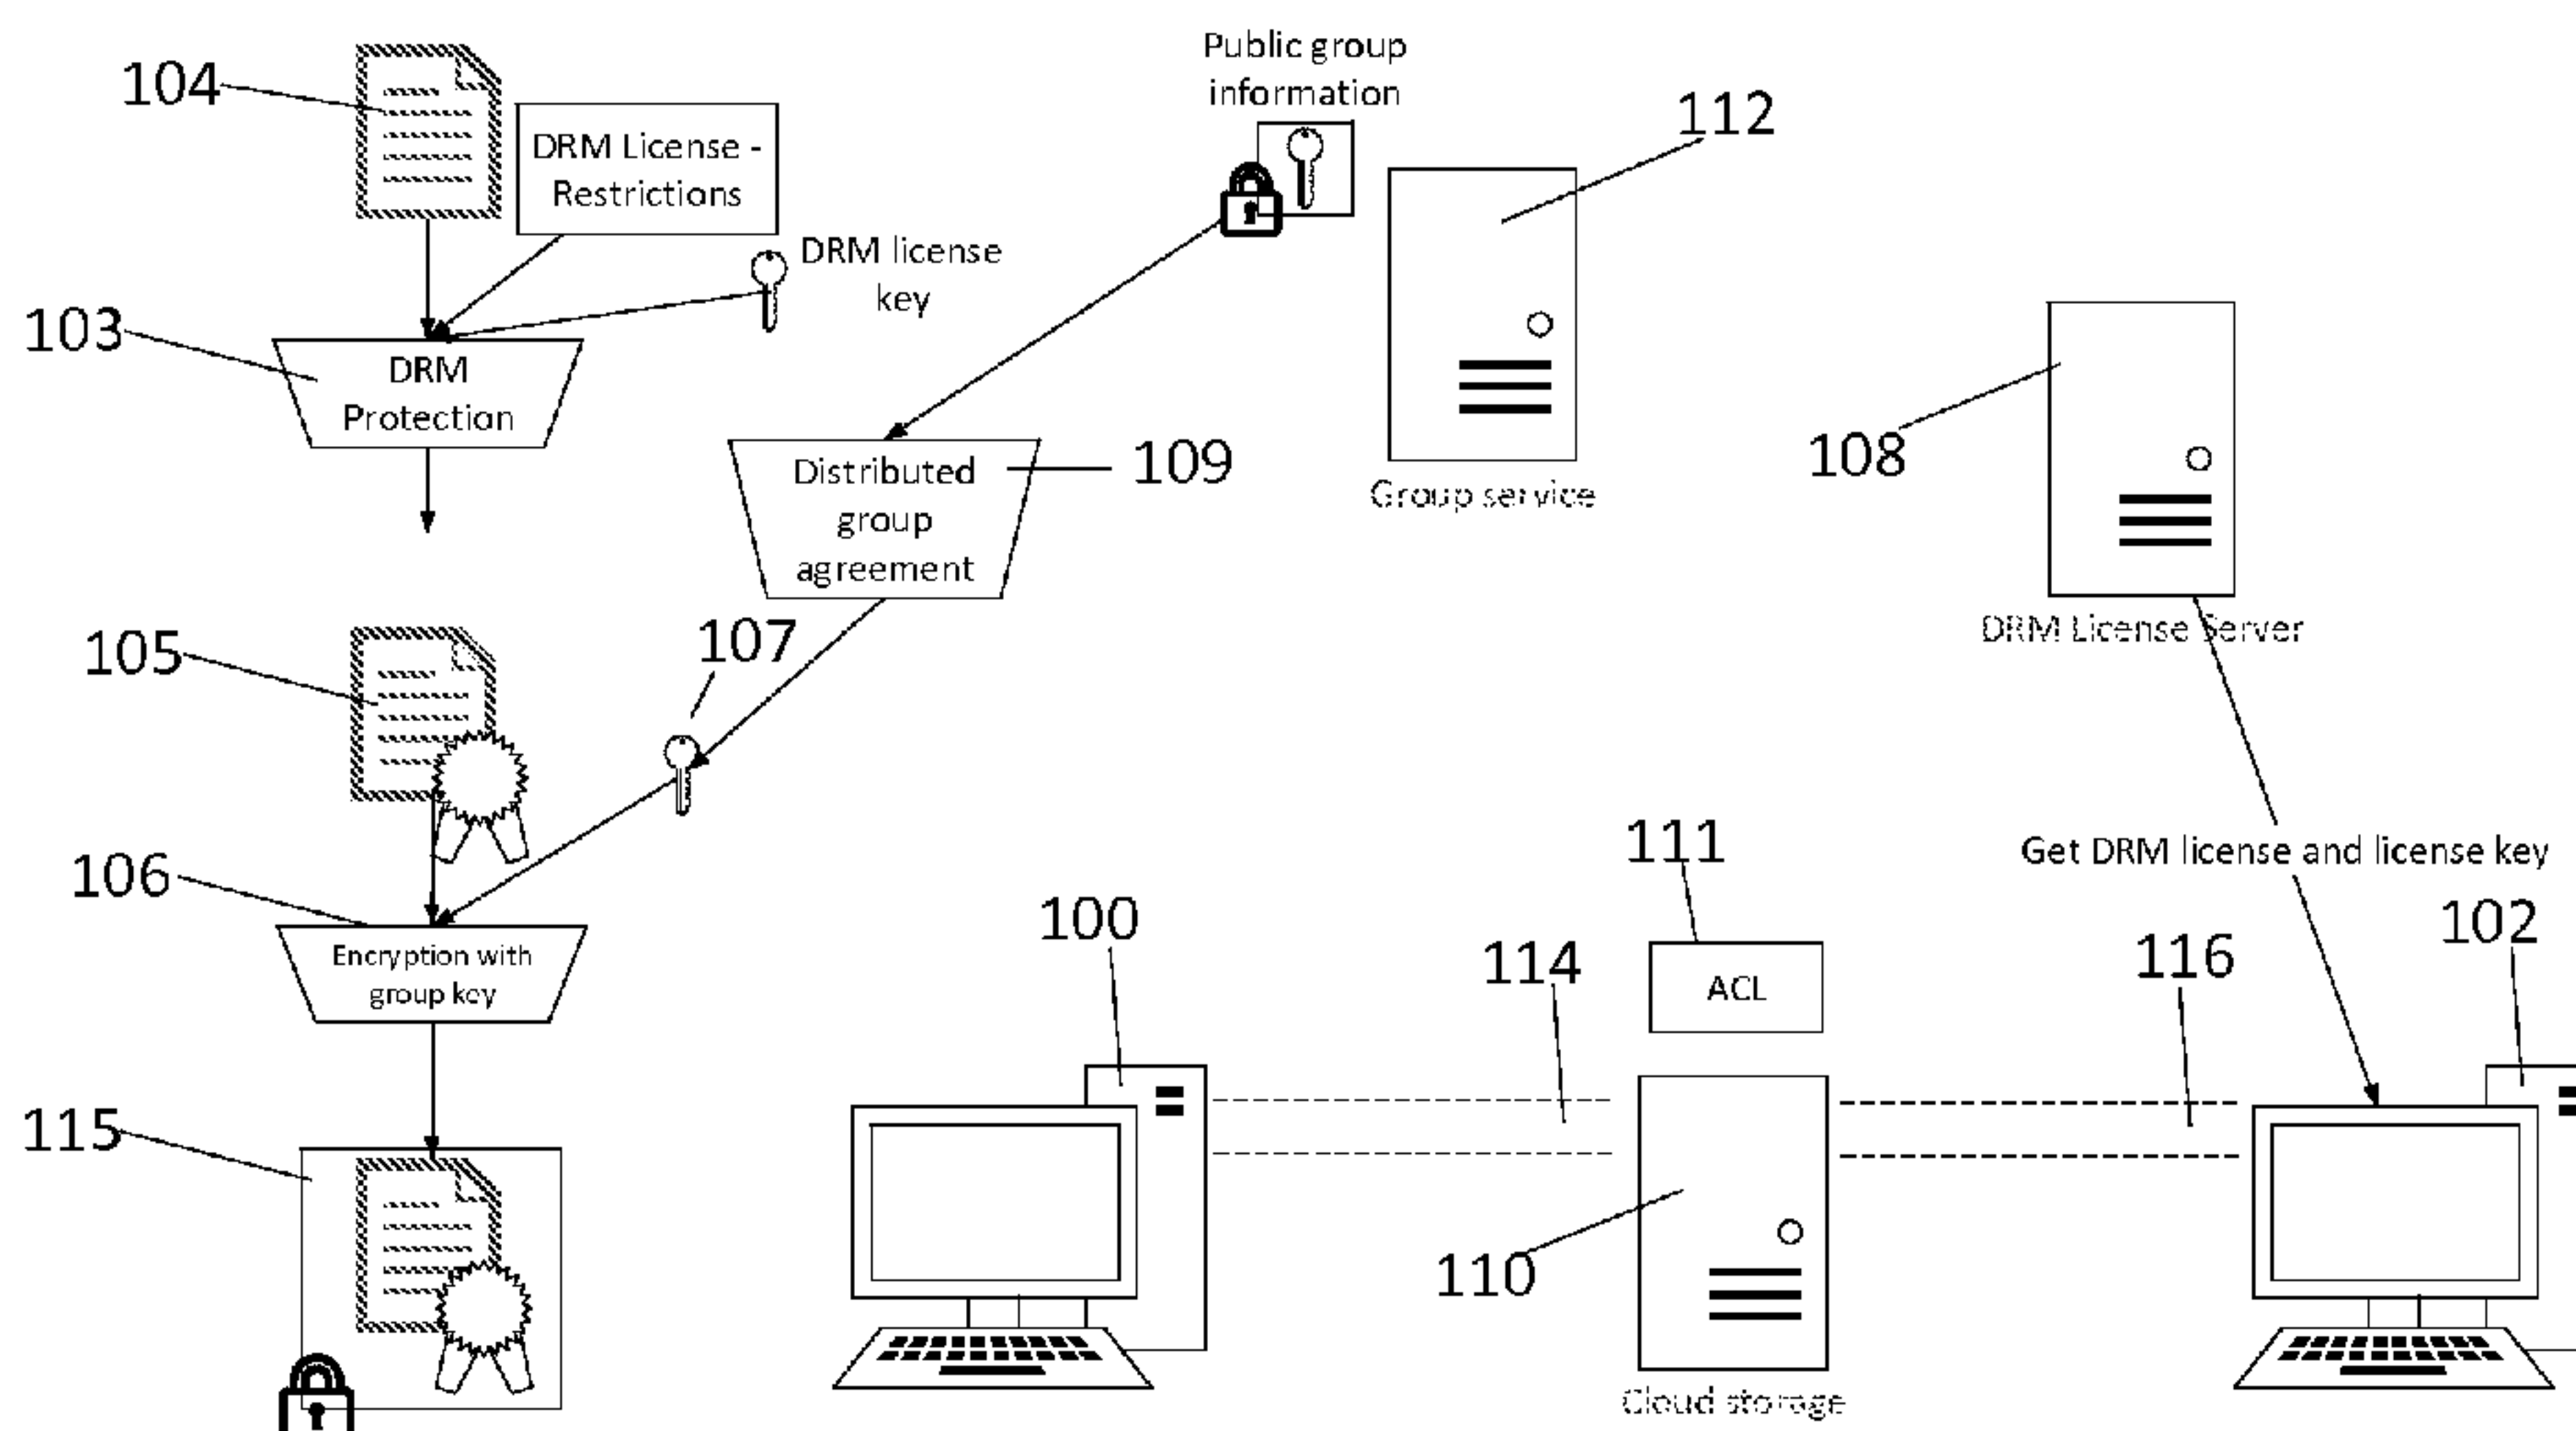 104
DRM License -
Restrictions
DRM license
key
103
DRM
Protection
Public group
information
112
Group service
Distributed
group
agreement
109
108
DRM License Server
105
107
106
Encryption with
group key
115
100
114
111
ACL
110
Cloud storage
116
Get DRM license and license key
102